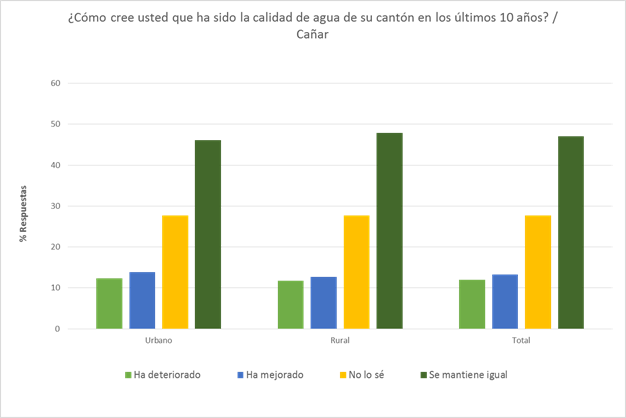 ¿Cómo cree usted que ha sido la calidad de agua de su cantón en los últimos 10 años? /
Cañar
60
50
40
30
20
10
0
% Respuestas
Urbano Rural Total
Ha deteriorado Ha mejorado No lo sé Se mantiene igual